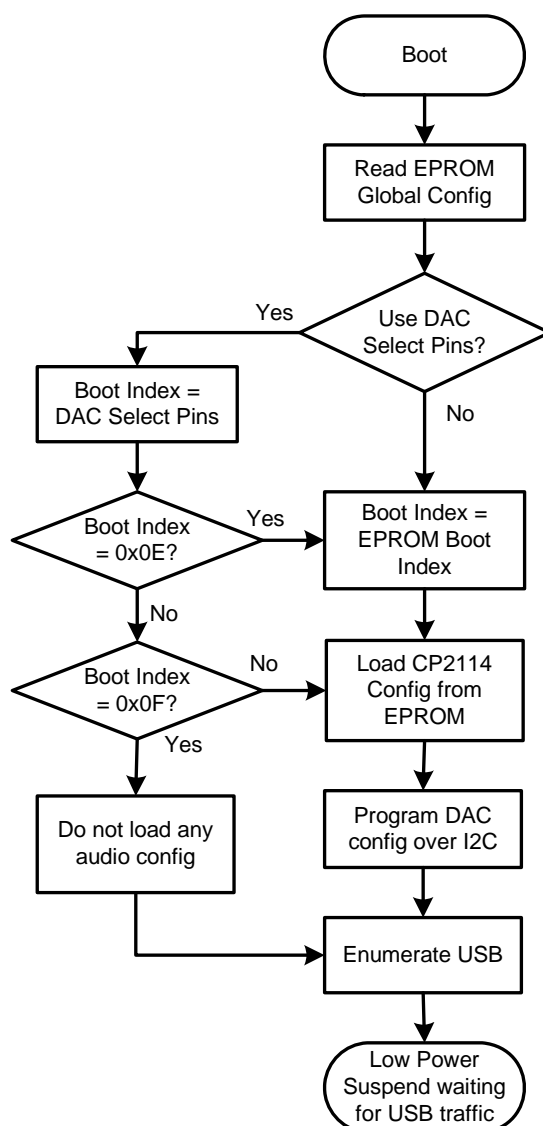 Boot
Read EPROM
Global Config
Use DAC
Select Pins?
Yes
No
Boot Index =
DAC Select Pins
Boot Index
= 0x0E?
Yes
No
Boot Index =
EPROM Boot
Index
Boot Index
= 0x0F?
No
Yes
Load CP2114
Config from
EPROM
Do not load any
audio config
Program DAC
config over I2C
Enumerate USB
Low Power
Suspend waiting
for USB traffic